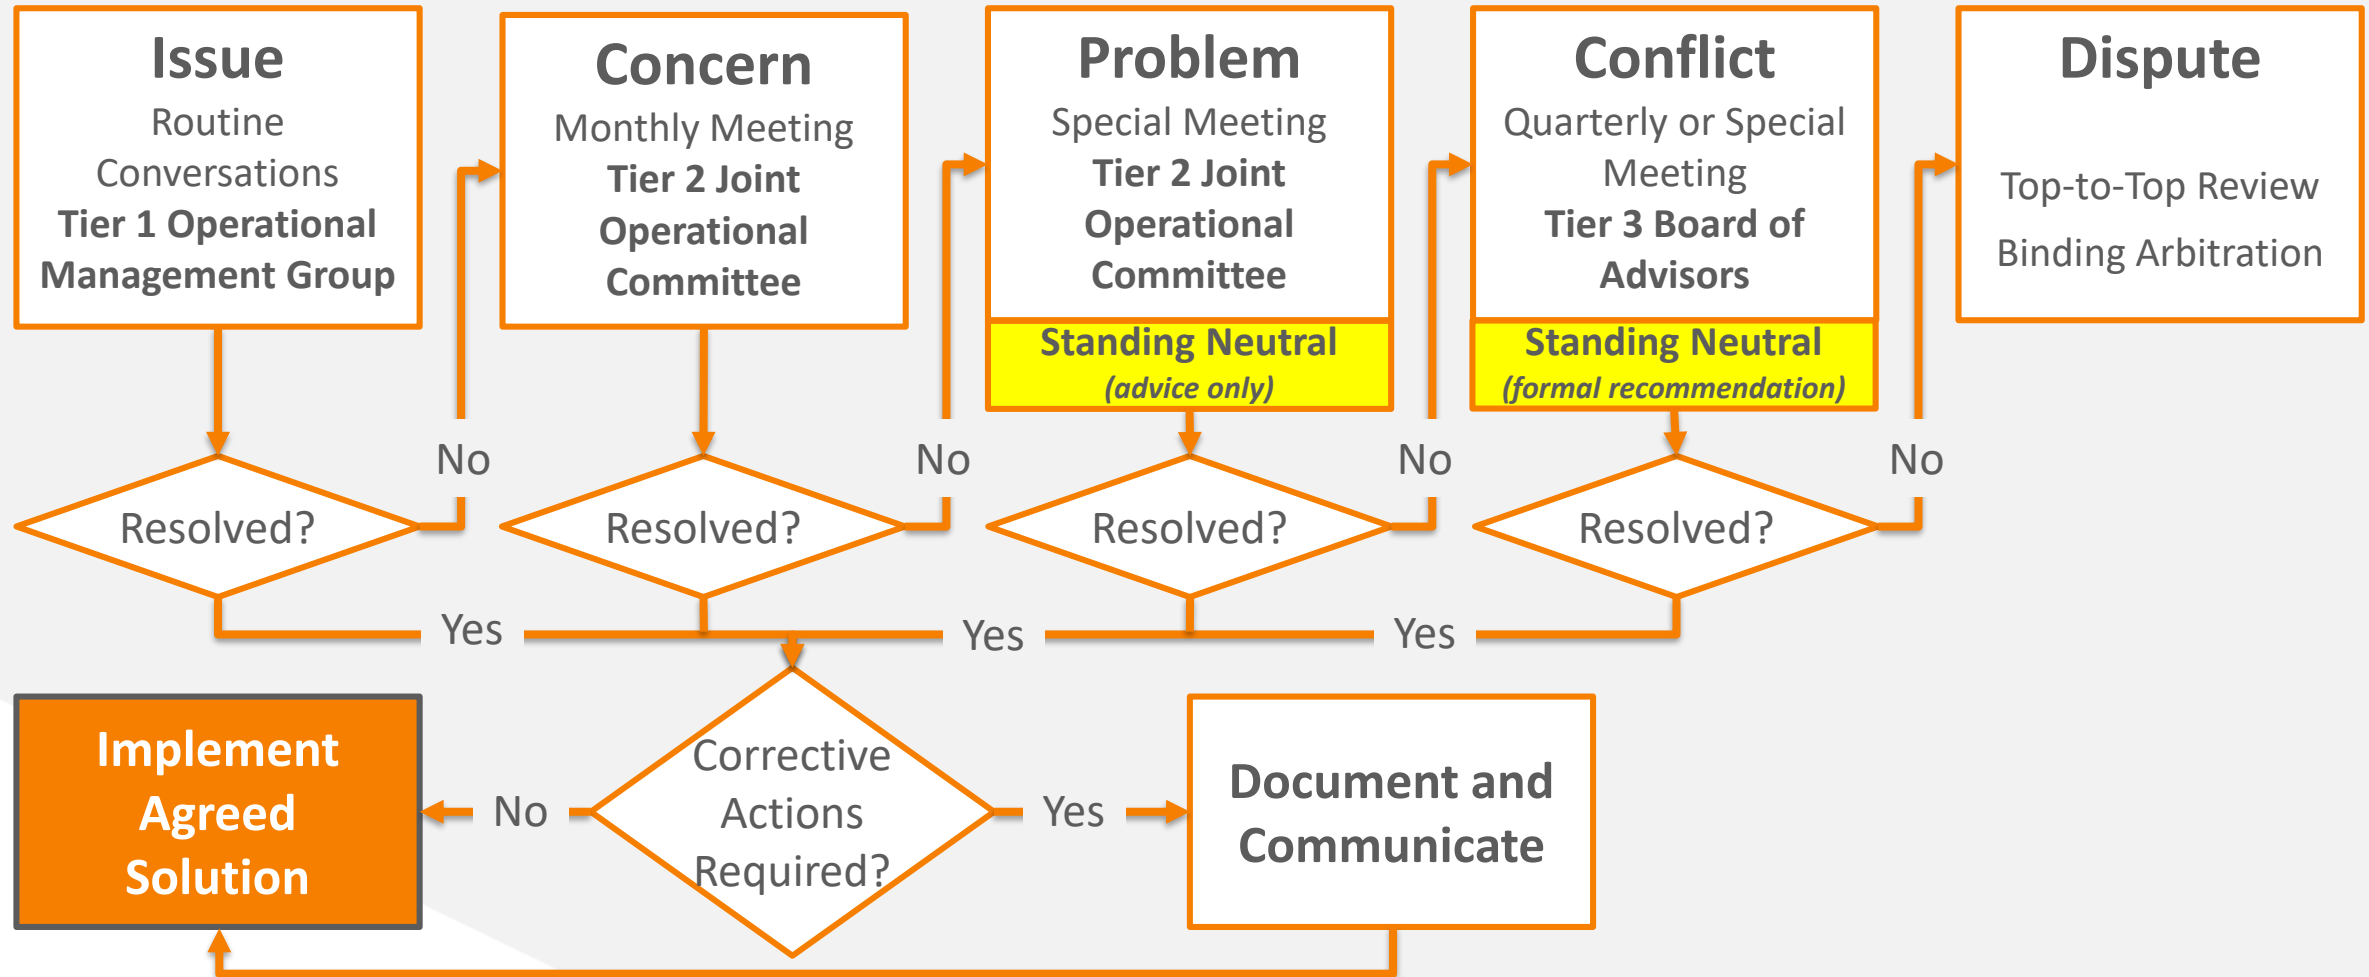 Issue
Routine
Conversations
Tier 1 Operational
Management Group
Concern
Monthly Meeting
Tier 2 Joint
Operational
Committee
Problem
Special Meeting
Tier 2 Joint
Operational
Committee
Standing Neutral
(advice only)
Conflict
Quarterly or Special
Meeting
Tier 3 Board of
Advisors
Standing Neutral
(formal recommendation)
Dispute
Top-to-Top Review
Binding Arbitration
No
No
No
No
Resolved?
Resolved?
Resolved?
Resolved?
Yes
Yes
Yes
Implement
Agreed
Solution
No
Corrective
Actions
Required?
Yes
Document and
Communicate